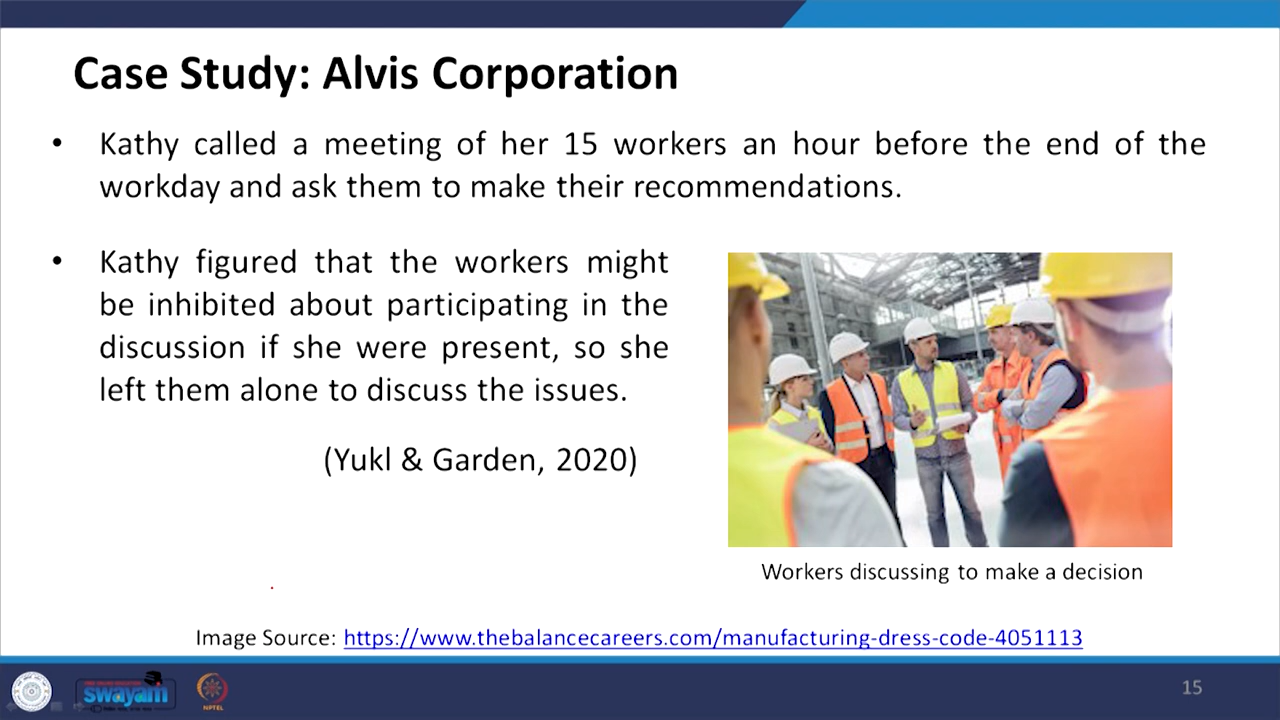 Case Study: Alvis Corporation
• Kathy called a meeting of her 15 workers an hour before the end of the
workday and ask them to make their recommendations.
• Kathy figured that the workers might
be inhibited about participating in the
discussion if she were present, so she
left them alone to discuss the issues.
(Yukl & Garden, 2020)
Workers discussing to make a decision
Image Source: https://www.thebalancecareers.com/manufacturing-dress-code-4051113
swayam
NPTEL
15